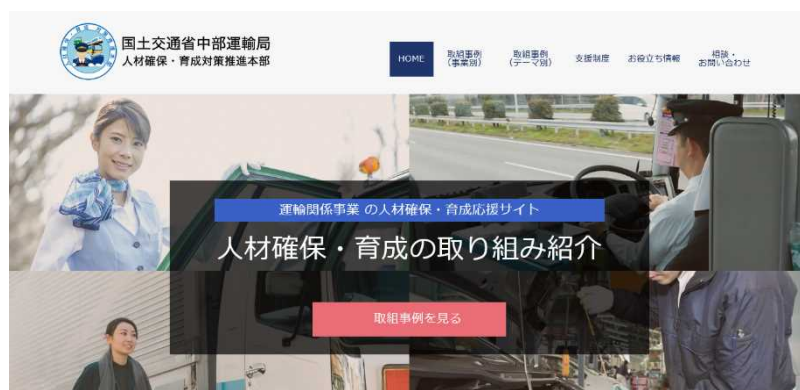 国土交通省中部運輸局
人材確保・育成対策推進本部
HOME
取組事例
(事業別)
取組事例
(テーマ別)
支援制度
お役立ち情報
相談・
お問い合わせ
運輸関係事業 の人材確保・育成応援サイト
人材確保・育成の取り組み紹介
取組事例を見る